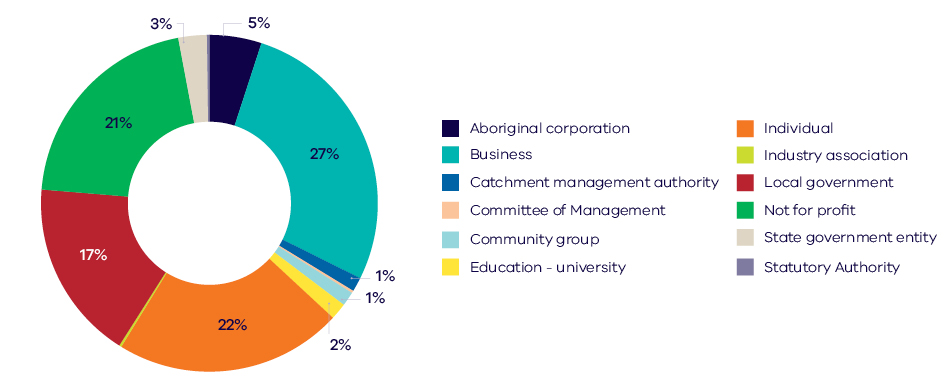 3%
5%
21%
27%
17%
22%
1%
1%
2%
Aboriginal corporation
Business
Catchment management authority
Committee of Management
Community group
Education - university
Individual
Industry association
Local government
Not for profit
State government entity
Statutory Authority